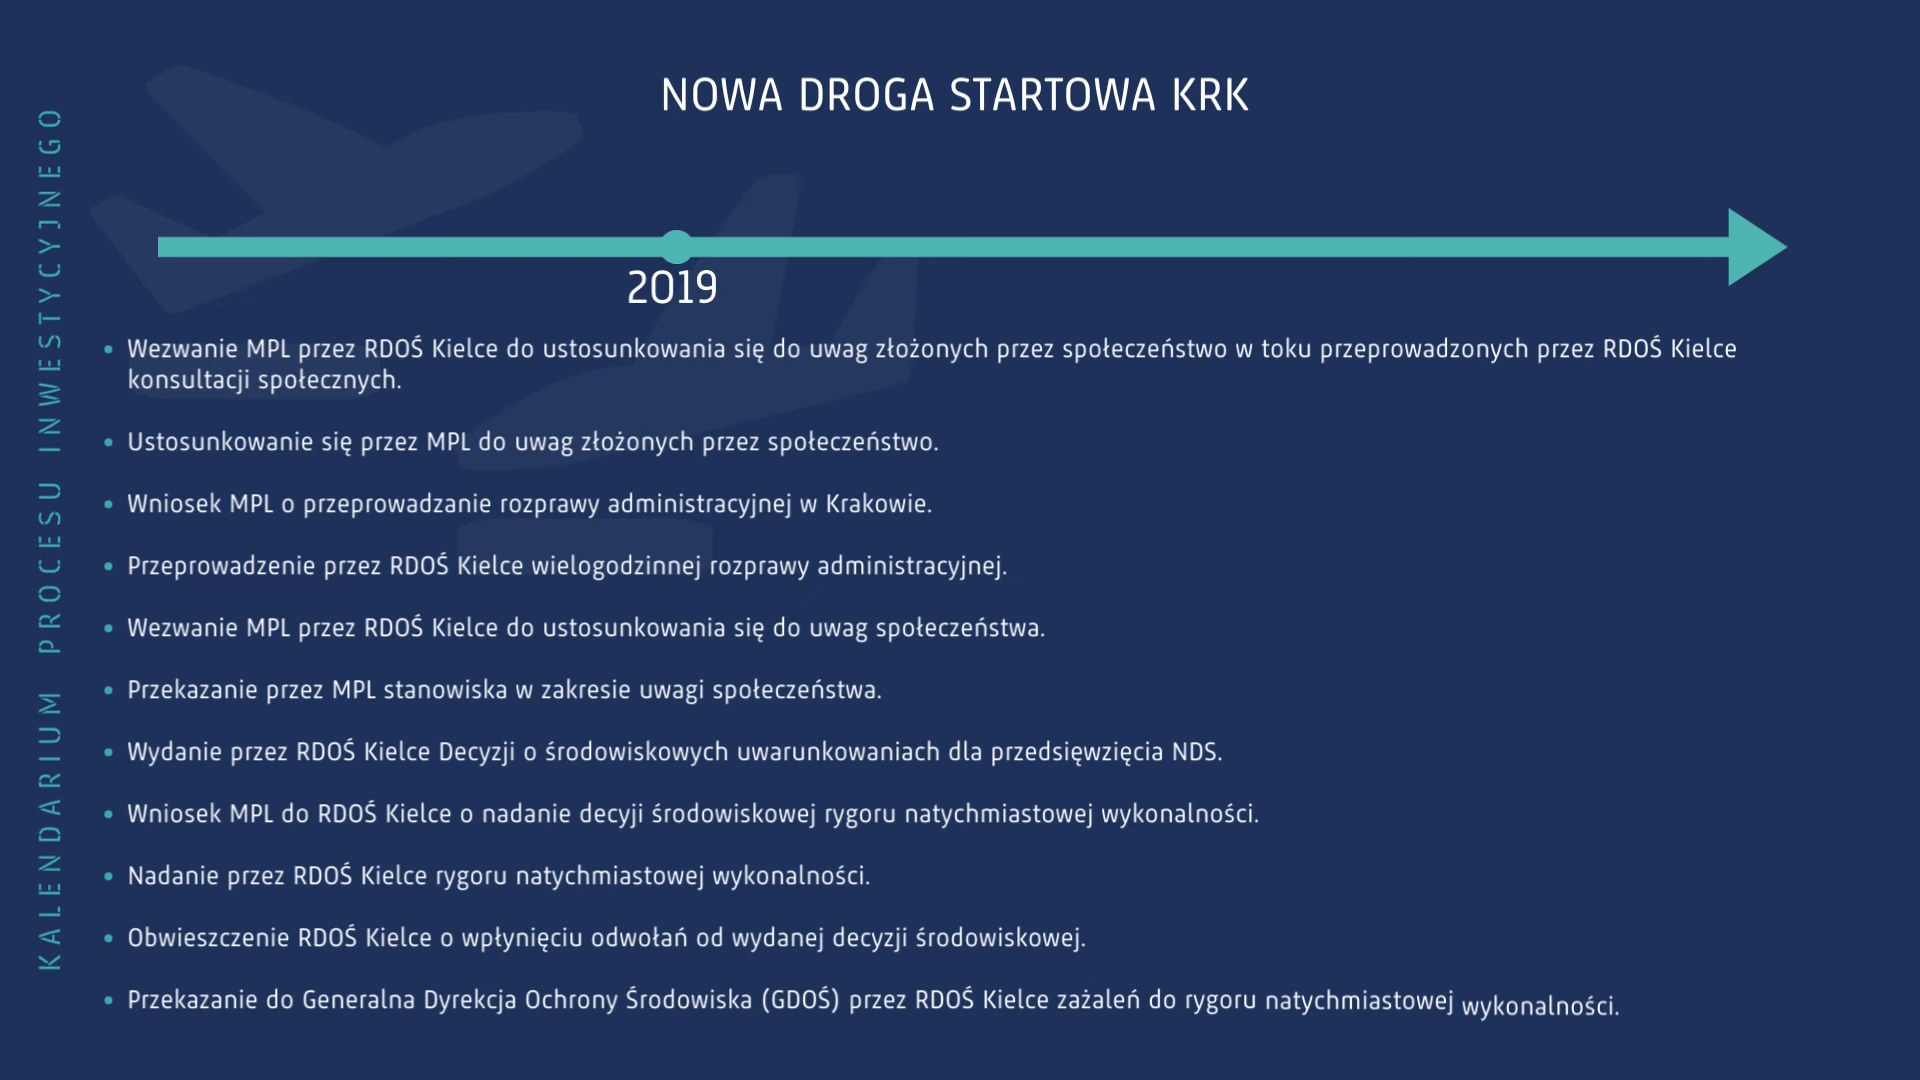 NOWA DROGA STARTOWA KRK
KALENDARIUM PROCESU INWESTYCYJNEGO
2019
• Wezwanie MPL przez RDOŚ Kielce do ustosunkowania się do uwag złożonych przez społeczeństwo w toku przeprowadzonych przez RDOŚ Kielce
konsultacji społecznych.
• Ustosunkowanie się przez MPL do uwag złożonych przez społeczeństwo.
• Wniosek MPL o przeprowadzanie rozprawy administracyjnej w Krakowie.
• Przeprowadzenie przez RDOŚ Kielce wielogodzinnej rozprawy administracyjnej.
• Wezwanie MPL przez RDOŚ Kielce do ustosunkowania się do uwag społeczeństwa.
• Przekazanie przez MPL stanowiska w zakresie uwagi społeczeństwa.
• Wydanie przez RDOŚ Kielce Decyzji o środowiskowych uwarunkowaniach dla przedsięwzięcia NDS.
• Wniosek MPL do RDOŚ Kielce o nadanie decyji środowiskowej rygoru natychmiastowej wykonalności.
• Nadanie przez RDOŚ Kielce rygoru natychmiastowej wykonalności.
• Obwieszczenie RDOŚ Kielce o wpłynięciu odwołań od wydanej decyzji środowiskowej.
• Przekazanie do Generalna Dyrekcja Ochrony Środowiska (GDOŚ) przez RDOŚ Kielce zażaleń do rygoru natychmiastowej wykonalności.